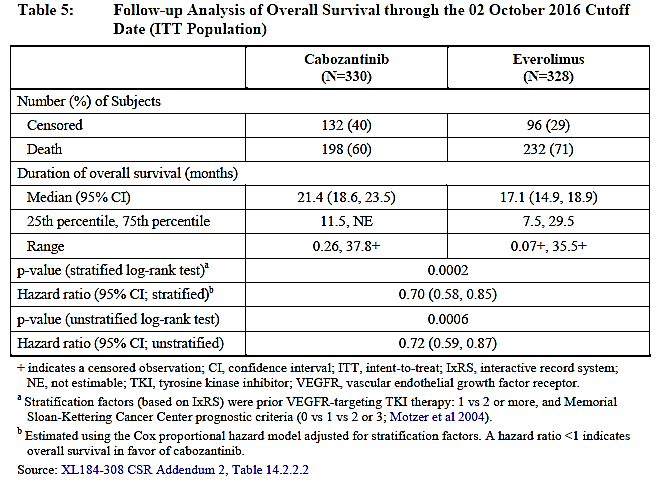 Table 5: Follow-up Analysis of Overall Survival through the 02 October 2016 Cutoff
Date (ITT Population)
Cabozantinib Everolimus
(N=330) (N=328)
Number (%) of Subjects
Censored 132 (40) 96 (29)
Death 198 (60) 232 (71)
Duration of overall survival (months)
Median (95% CI) 21.4 (18.6, 23.5) 17.1 (14.9, 18.9)
25th percentile, 75th percentile 11.5, NE 7.5, 29.5
Range 0.26, 37.8+ 0.07+, 35.5+
p-value (stratified log-rank test)a 0.0002
Hazard ratio (95% CI; stratified)b 0.70 (0.58, 0.85)
p-value (unstratified log-rank test) 0.0006
Hazard ratio (95% CI; unstratified) 0.72 (0.59, 0.87)
+ indicates a censored observation; CI, confidence interval; ITT, intent-to-treat; IxRS, interactive record system;
NE, not estimable; TKI, tyrosine kinase inhibitor; VEGFR, vascular endothelial growth factor receptor.
a Stratification factors (based on IxRS) were prior VEGFR-targeting TKI therapy: 1 vs 2 or more, and Memorial
Sloan-Kettering Cancer Center prognostic criteria (0 vs 1 vs 2 or 3; Motzer et al 2004).
b Estimated using the Cox proportional hazard model adjusted for stratification factors. A hazard ratio <1 indicates
overall survival in favor of cabozantinib.
Source: XL184-308 CSR Addendum 2, Table 14.2.2.2